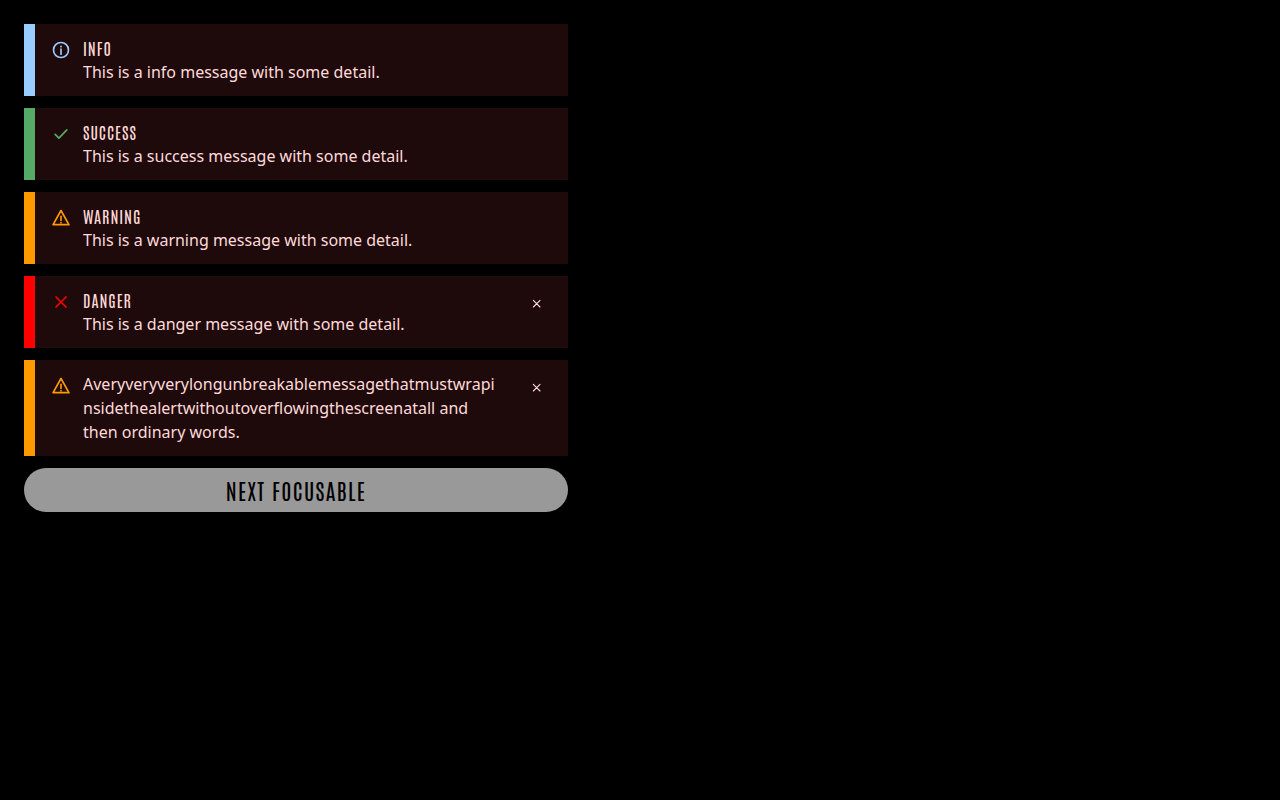 INFO
This is a info message with some detail.
SUCCESS
This is a success message with some detail.
WARNING
This is a warning message with some detail.
DANGER
This is a danger message with some detail.
Averyveryverylongunbreakablemessagethatmustwrapi
nsidethealertwithoutoverflowingthescreenatall and
then ordinary words.
NEXT FOCUSABLE